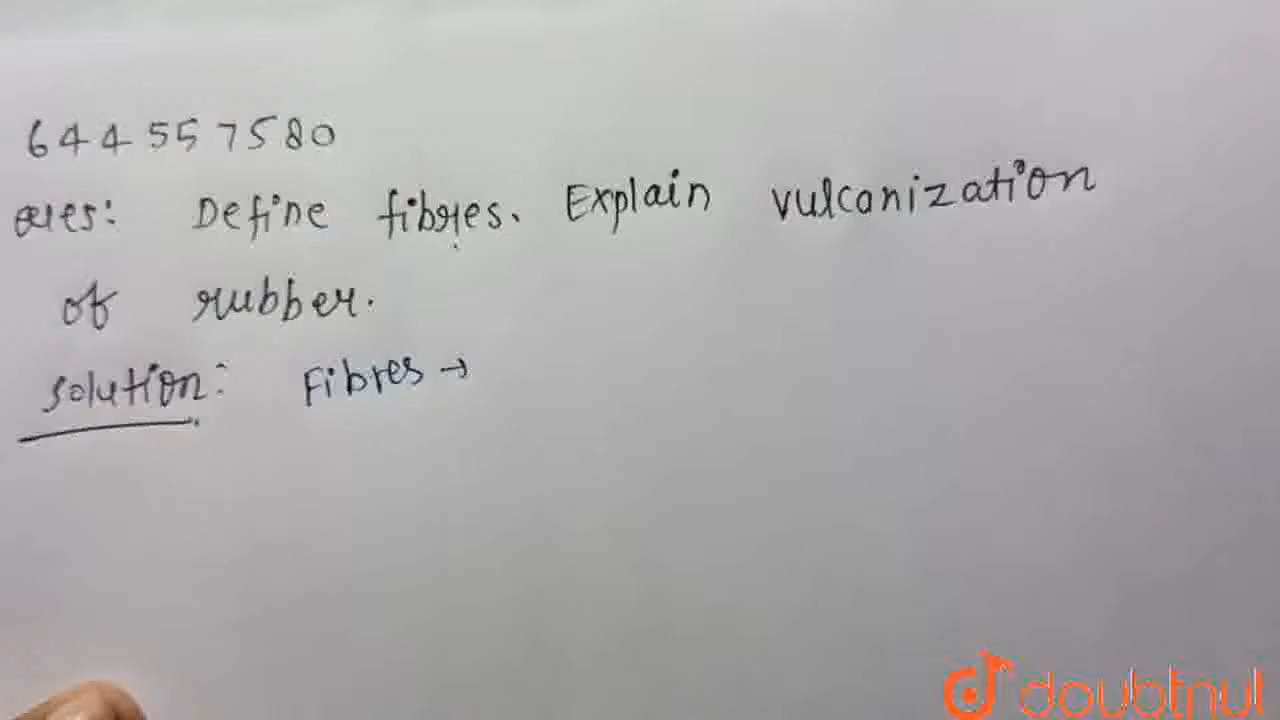 644557580
Ques: Define fibres. Explain vulcanization
of rubber.
Solution: Fibres →
doubtnut